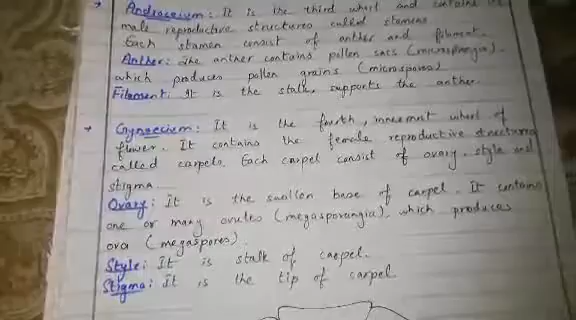 Androecium: It is the third whorl and contains its
male reproductive structures called stamens.
Each stamen consist of anther and filament.
Anther: The anther contains pollen sacs (microsporangia).
which produces pollen grains (microspores)
Filament: It is the stalk, supports the anther.
Gynoecium: It is the fourth, innermnt whorl of
flower. It contains the female reproductive structures
called carpels. Each carpel consist of ovary, style and
stigma.
Ovary: It is the swollen base of carpel. It contains
one or many ovules (megasporangia). which produces
ova (megaspores).
Style: It is stalk of carpel.
Stigma: It is the tip of carpel